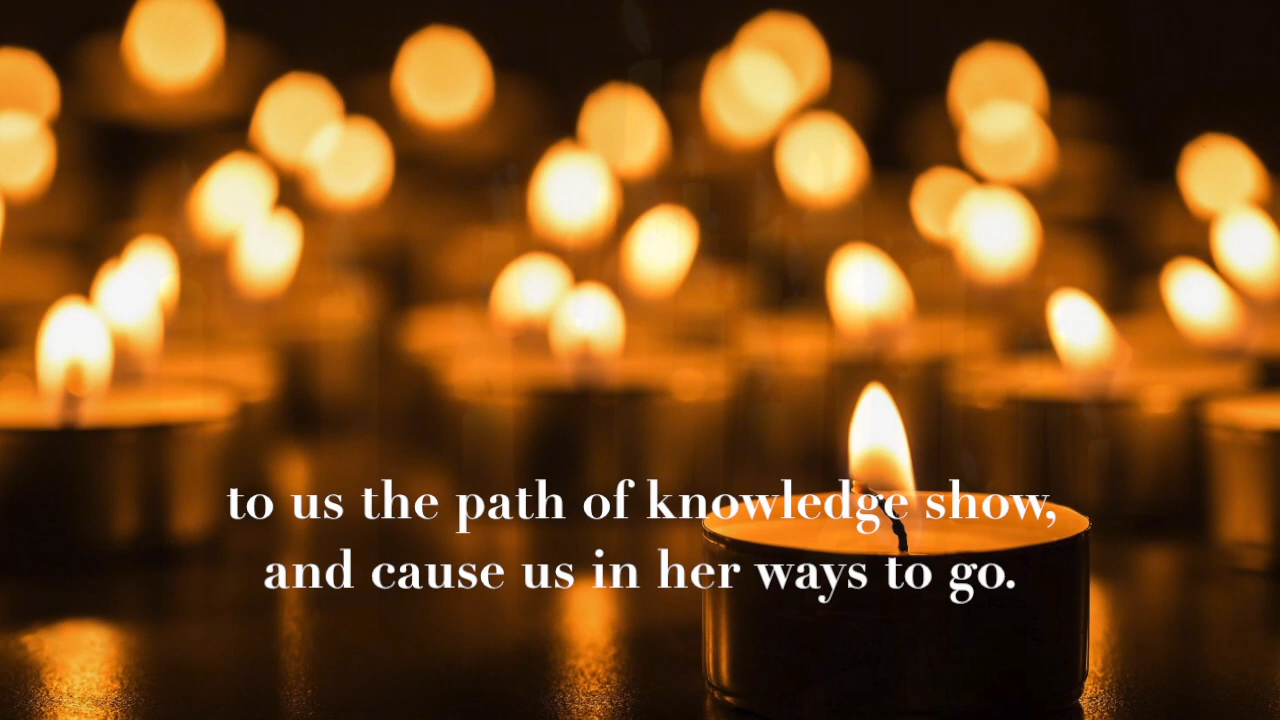 to us the path of knowledge show,
and cause us in her ways to go.